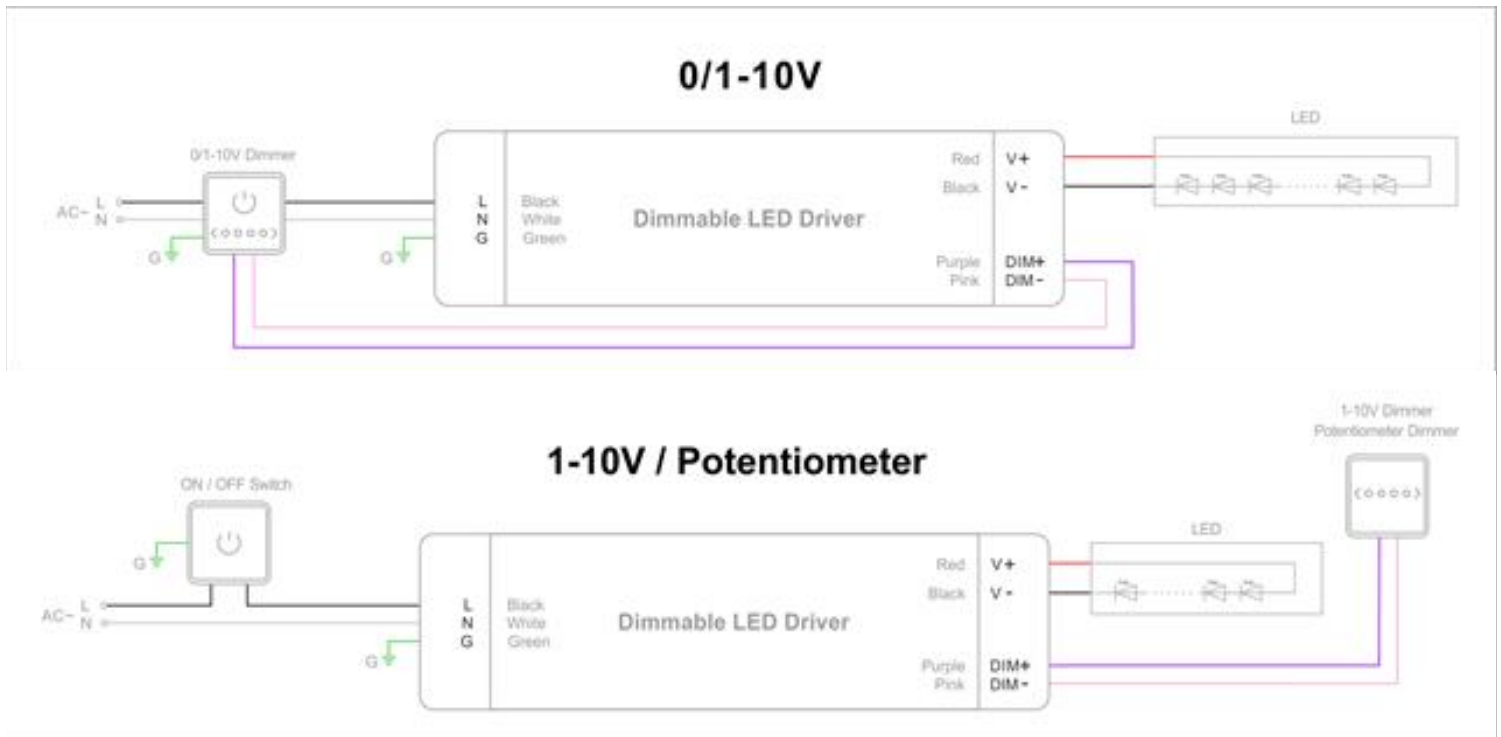 0/1-10V
LED
0/1-10V Dimmer
Red V+
Black V-
AC~ L
N
L Black
N White
G Green
Dimmable LED Driver
G
G
Purple DIM+
Pink DIM-
1-10V Dimmer
Potentiometer Dimmer
1-10V / Potentiometer
ON / OFF Switch
LED
G
Red V+
Black V-
AC~ L
N
L Black
N White
G Green
Dimmable LED Driver
G
Purple DIM+
Pink DIM-